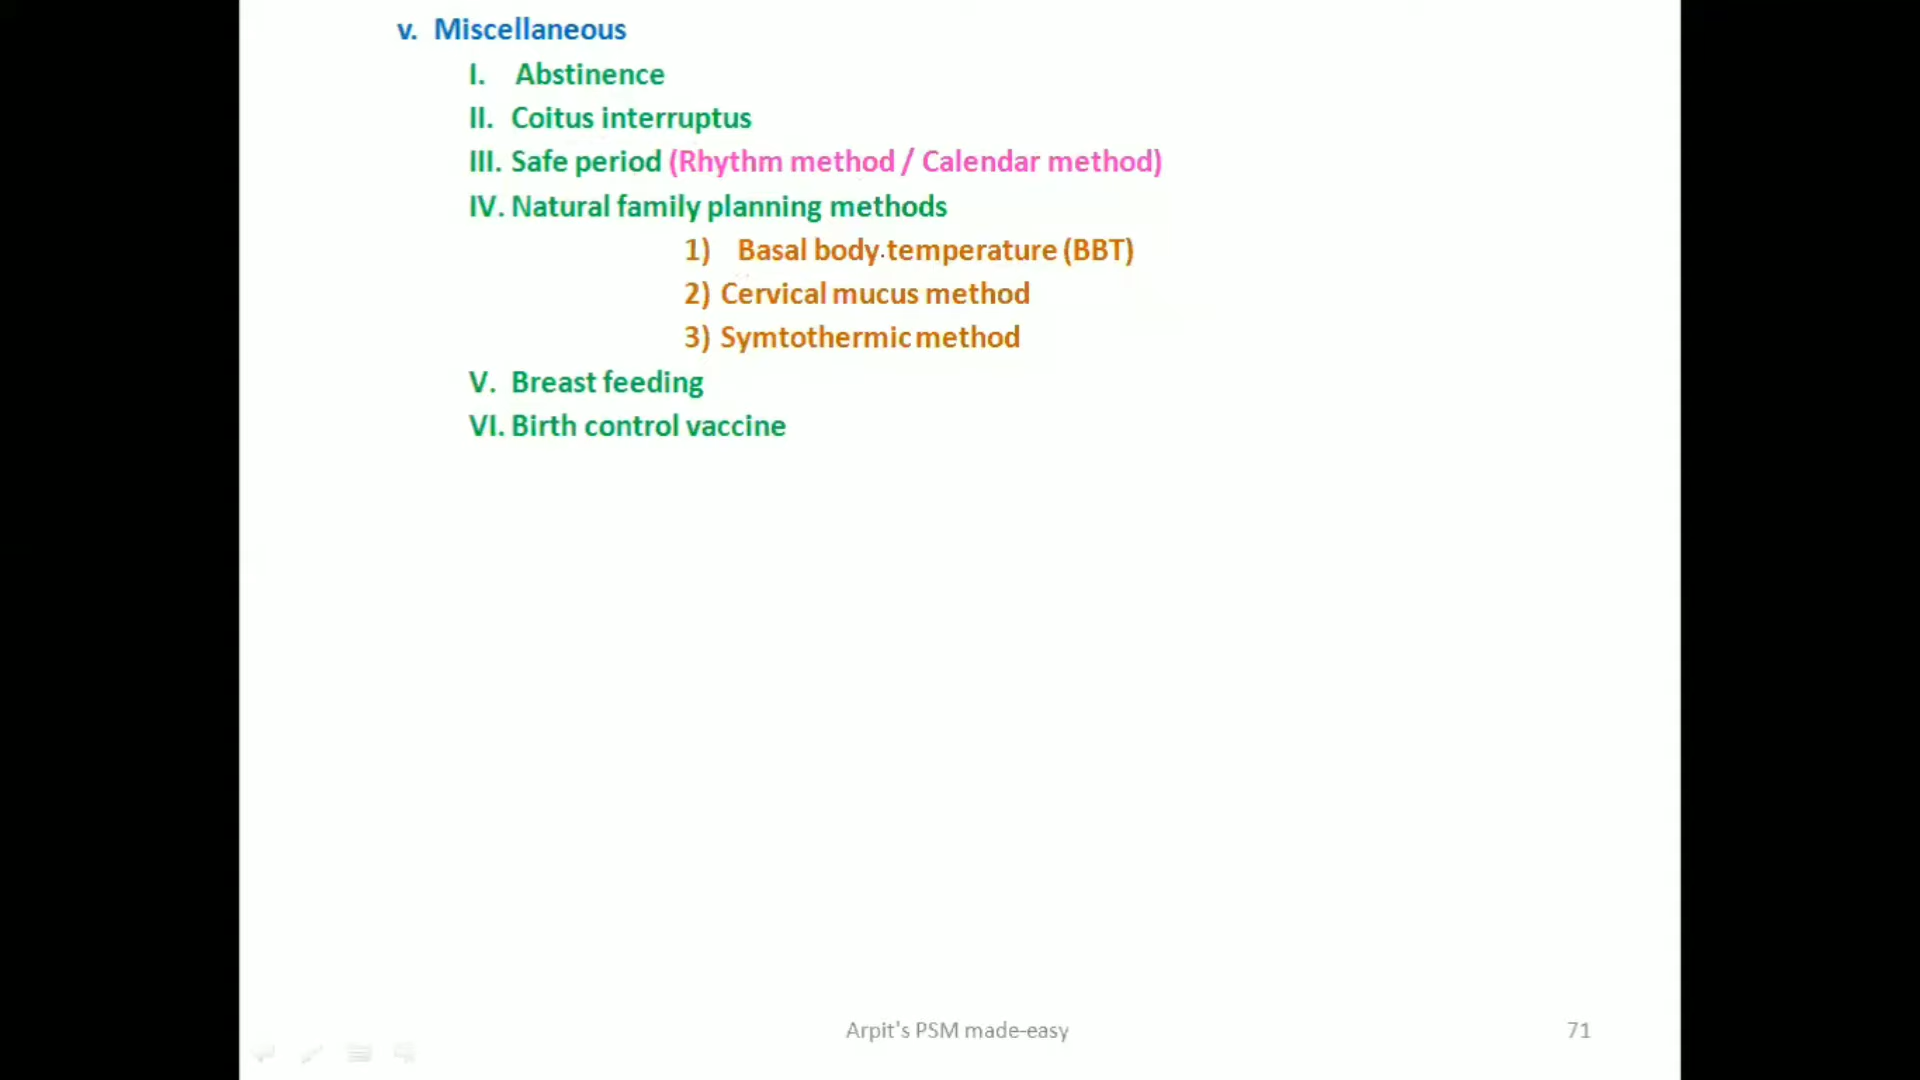 v. Miscellaneous
I. Abstinence
II. Coitus interruptus
III. Safe period (Rhythm method / Calendar method)
IV. Natural family planning methods
1) Basal body temperature (BBT)
2) Cervical mucus method
3) Symtothermic method
V. Breast feeding
VI. Birth control vaccine
Arpit's PSM made-easy
71